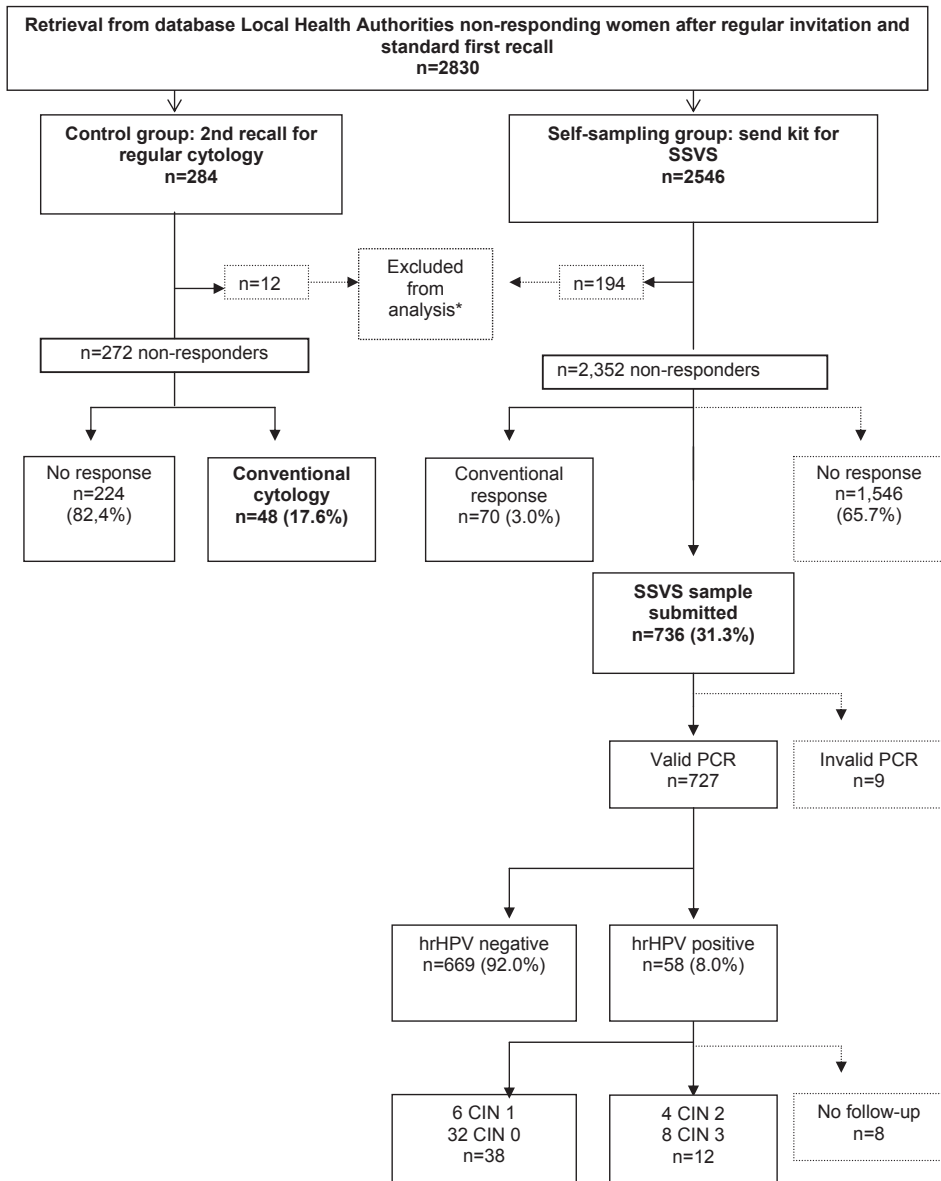 Retrieval from database Local Health Authorities non-responding women after regular invitation and
standard first recall
n=2830
Control group: 2nd recall for
regular cytology
n=284
Self-sampling group: send kit for
SSVS
n=2546
n=12
Excluded
from
analysis*
n=194
n=272 non-responders
n=2,352 non-responders
No response
n=224
(82,4%)
Conventional
cytology
n=48 (17.6%)
Conventional
response
n=70 (3.0%)
No response
n=1,546
(65.7%)
SSVS sample
submitted
n=736 (31.3%)
Valid PCR
n=727
Invalid PCR
n=9
hrHPV negative
n=669 (92.0%)
hrHPV positive
n=58 (8.0%)
6 CIN 1
32 CIN 0
n=38
4 CIN 2
8 CIN 3
n=12
No follow-up
n=8